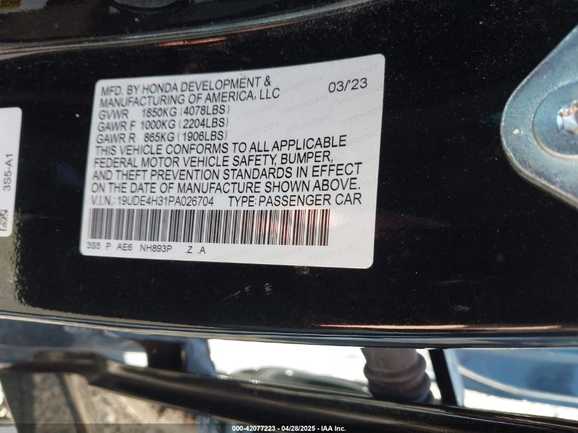 MFD. BY HONDA DEVELOPMENT & 03/'23
MANUFACTURING OF AMERICA, LLC
GVWR 1850KG (4078LBS)
GAWR F 1000KG (2204LBS)
GAWR R 865KG (1906LBS)
THIS VEHICLE CONFORMS TO ALL APPLICABLE
FEDERAL MOTOR VEHICLE SAFETY, BUMPER,
AND THEFT PREVENTION STANDARDS IN EFFECT
ON THE DATE OF MANUFACTURE SHOWN ABOVE.
V.I.N.: 19UDE4H31PA026704 TYPE PASSENGER CAR
3S5 P AE6 NH893P Z .A
3S5-A1
000-42077223 - 04/28/2025 - IAA Inc.